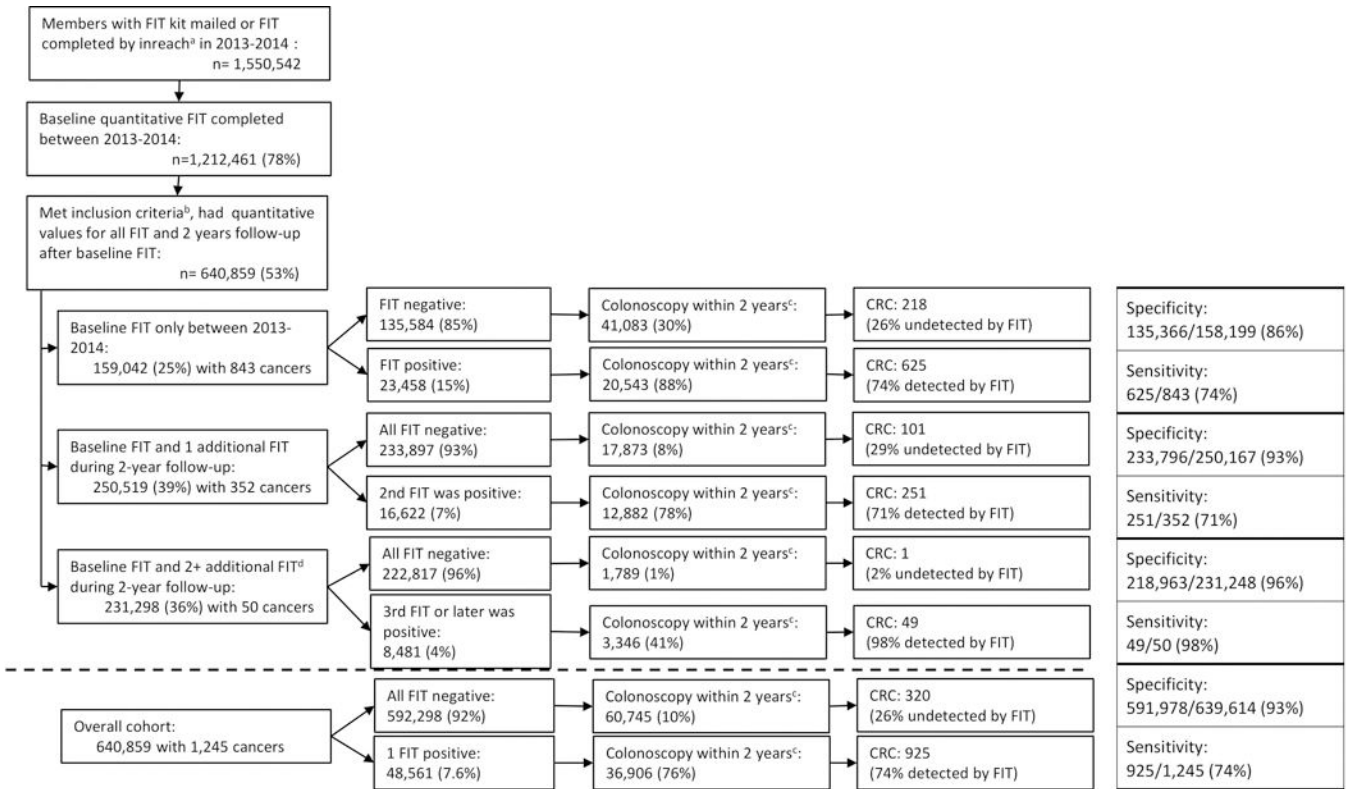 Members with FIT kit mailed or FIT
completed by inreachᵃ in 2013-2014 :
n= 1,550,542
Baseline quantitative FIT completed
between 2013-2014:
n=1,212,461 (78%)
Met inclusion criteriaᵇ, had quantitative
values for all FIT and 2 years follow-up
after baseline FIT:
n= 640,859 (53%)
Baseline FIT only between 2013-
2014:
159,042 (25%) with 843 cancers
FIT negative:
135,584 (85%)
Colonoscopy within 2 yearsᶜ:
41,083 (30%)
CRC: 218
(26% undetected by FIT)
Specificity:
135,366/158,199 (86%)
FIT positive:
23,458 (15%)
Colonoscopy within 2 yearsᶜ:
20,543 (88%)
CRC: 625
(74% detected by FIT)
Sensitivity:
625/843 (74%)
Baseline FIT and 1 additional FIT
during 2-year follow-up:
250,519 (39%) with 352 cancers
All FIT negative:
233,897 (93%)
Colonoscopy within 2 yearsᶜ:
17,873 (8%)
CRC: 101
(29% undetected by FIT)
Specificity:
233,796/250,167 (93%)
2nd FIT was positive:
16,622 (7%)
Colonoscopy within 2 yearsᶜ:
12,882 (78%)
CRC: 251
(71% detected by FIT)
Sensitivity:
251/352 (71%)
Baseline FIT and 2+ additional FITᵈ
during 2-year follow-up:
231,298 (36%) with 50 cancers
All FIT negative:
222,817 (96%)
Colonoscopy within 2 yearsᶜ:
1,789 (1%)
CRC: 1
(2% undetected by FIT)
Specificity:
218,963/231,248 (96%)
3rd FIT or later was
positive:
8,481 (4%)
Colonoscopy within 2 yearsᶜ:
3,346 (41%)
CRC: 49
(98% detected by FIT)
Sensitivity:
49/50 (98%)
Overall cohort:
640,859 with 1,245 cancers
All FIT negative:
592,298 (92%)
Colonoscopy within 2 yearsᶜ:
60,745 (10%)
CRC: 320
(26% undetected by FIT)
Specificity:
591,978/639,614 (93%)
1 FIT positive:
48,561 (7.6%)
Colonoscopy within 2 yearsᶜ:
36,906 (76%)
CRC: 925
(74% detected by FIT)
Sensitivity:
925/1,245 (74%)